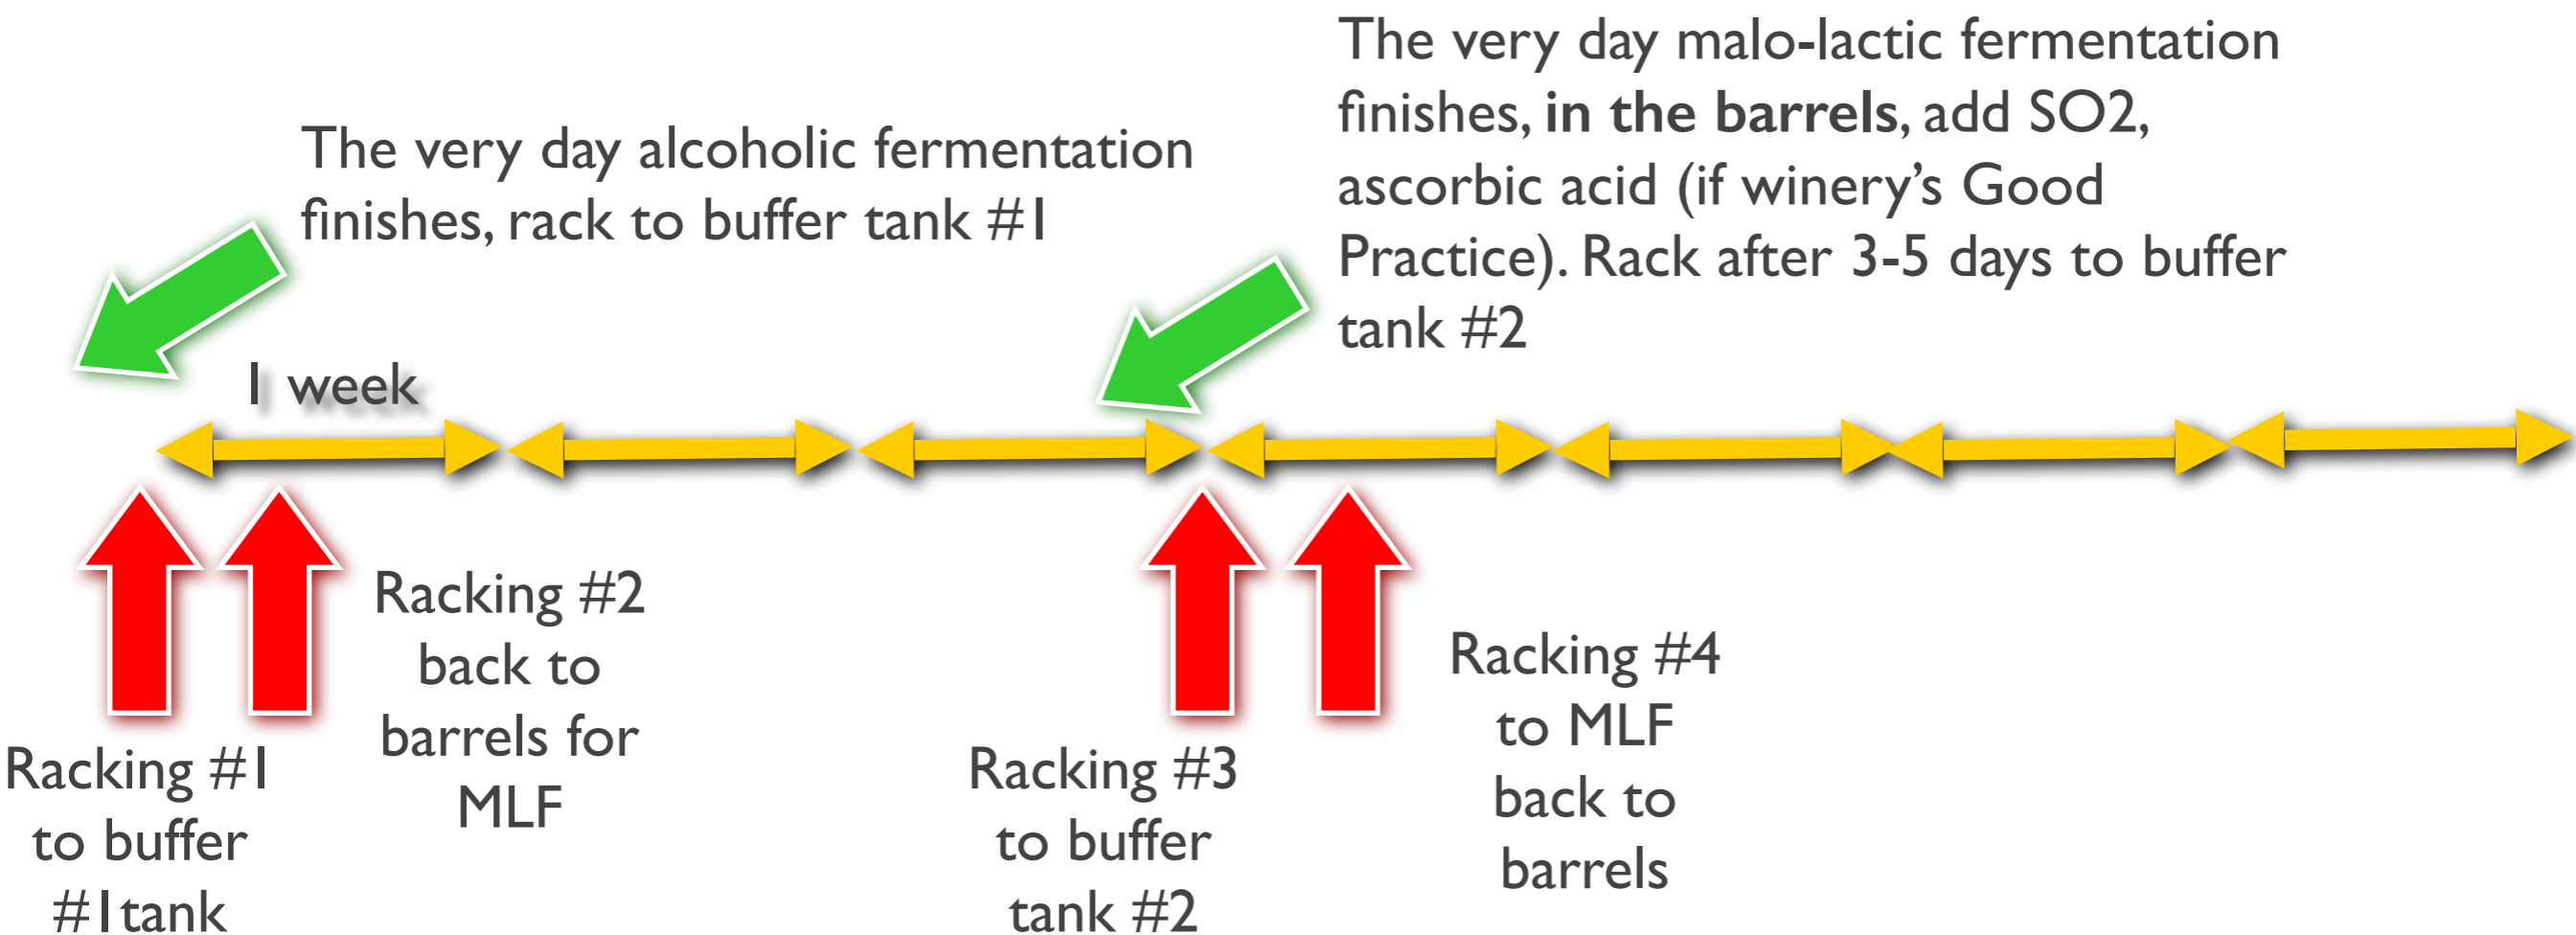 The very day alcoholic fermentation
finishes, rack to buffer tank #1
The very day malo-lactic fermentation
finishes, in the barrels, add SO2,
ascorbic acid (if winery’s Good
Practice). Rack after 3-5 days to buffer
tank #2
1 week
Racking #1
to buffer
#1tank
Racking #2
back to
barrels for
MLF
Racking #3
to buffer
tank #2
Racking #4
to MLF
back to
barrels